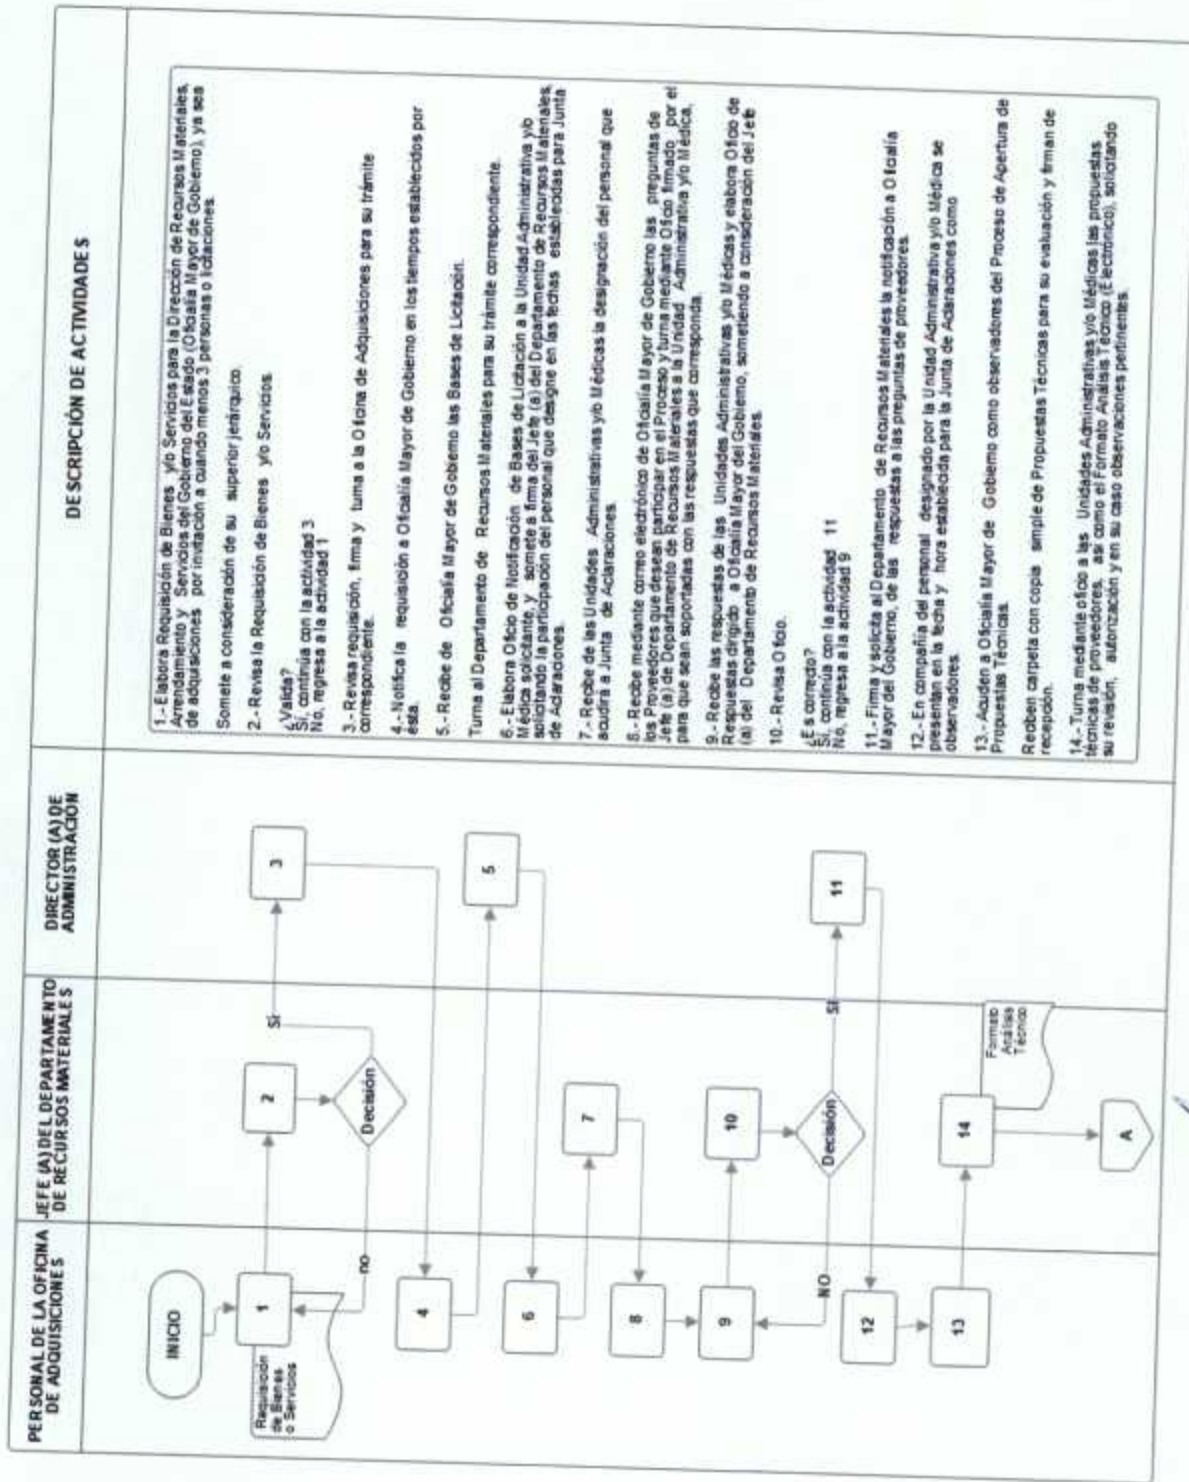 PERSONAL DE LA OFICINA
DE ADQUISICIONES
JEFE (A) DEL DEPARTAMENTO
DE RECURSOS MATERIALES
DIRECTOR (A) DE
ADMINISTRACIÓN
DESCRIPCIÓN DE ACTIVIDADES
INICIO
1
Requisición
de Bienes
o Servicios
2
Decisión
Si
no
3
4
5
6
7
8
9
10
Decisión
SI
NO
11
12
13
14
Formato
Análisis
Técnico
A
1.- Elabora Requisición de Bienes y/o Servicios para la Dirección de Recursos Materiales,
Arrendamiento y Servicios del Gobierno del Estado (Oficialía Mayor de Gobierno), ya sea
de adquisiciones por invitación a cuando menos 3 personas o licitaciones.
Somete a consideración de su superior jerárquico.
2.- Revisa la Requisición de Bienes y/o Servicios.
¿Valida?
Sí, continúa con la actividad 3
No, regresa a la actividad 1
3.- Revisa requisición, firma y turna a la Oficina de Adquisiciones para su trámite
correspondiente.
4.- Notifica la requisición a Oficialía Mayor de Gobierno en los tiempos establecidos por
ésta.
5.- Recibe de Oficialía Mayor de Gobierno las Bases de Licitación.
Turna al Departamento de Recursos Materiales para su trámite correspondiente.
6.- Elabora Oficio de Notificación de Bases de Licitación a la Unidad Administrativa y/o
Médica solicitante, y somete a firma del Jefe (a) del Departamento de Recursos Materiales,
solicitando la participación del personal que designe en las fechas establecidas para Junta
de Aclaraciones.
7.- Recibe de las Unidades Administrativas y/o Médicas la designación del personal que
acudirá a Junta de Aclaraciones.
8.- Recibe mediante correo electrónico de Oficialía Mayor de Gobierno las preguntas de
los Proveedores que desean participar en el Proceso y turna mediante Oficio firmado por el
Jefe (a) de Departamento de Recursos Materiales a la Unidad Administrativa y/o Médica,
para que sean soportadas con las respuestas que corresponda.
9.- Recibe las respuestas de las Unidades Administrativas y/o Médicas y elabora Oficio de
Respuestas dirigido a Oficialía Mayor del Gobierno, sometiendo a consideración del Jefe
(a) del Departamento de Recursos Materiales.
10.- Revisa Oficio.
¿Es correcto?
Sí, continúa con la actividad 11
No, regresa a la actividad 9
11.- Firma y solicita al Departamento de Recursos Materiales la notificación a Oficialía
Mayor del Gobierno, de las respuestas a las preguntas de proveedores.
12.- En compañía del personal designado por la Unidad Administrativa y/o Médica se
presentan en la fecha y hora establecida para la Junta de Aclaraciones como
observadores.
13.- Acuden a Oficialía Mayor de Gobierno como observadores del Proceso de Apertura de
Propuestas Técnicas.
Reciben carpeta con copia simple de Propuestas Técnicas para su evaluación y firman de
recepción.
14.- Turna mediante oficio a las Unidades Administrativas y/o Médicas las propuestas
técnicas de proveedores, así como el Formato Análisis Técnico (Electrónico), solicitando
su revisión, autorización y en su caso observaciones pertinentes.